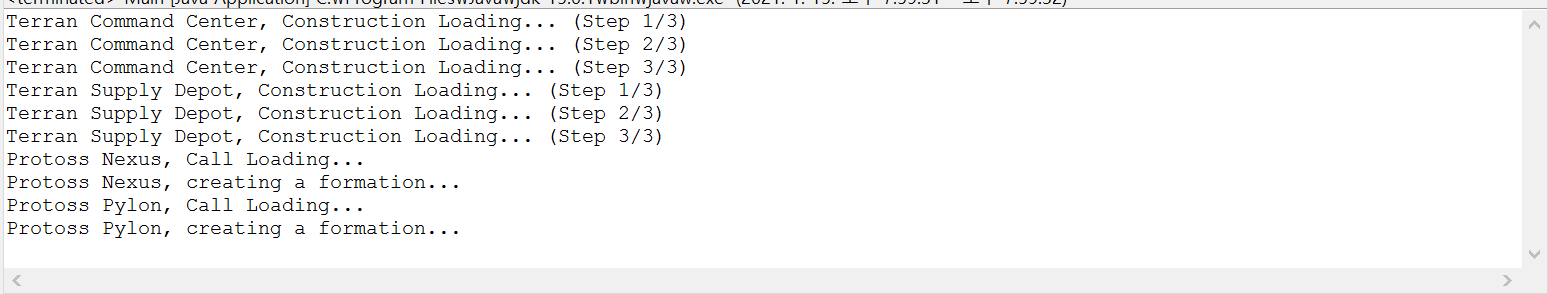 Terran Command Center, Construction Loading... (Step 1/3)
Terran Command Center, Construction Loading... (Step 2/3)
Terran Command Center, Construction Loading... (Step 3/3)
Terran Supply Depot, Construction Loading... (Step 1/3)
Terran Supply Depot, Construction Loading... (Step 2/3)
Terran Supply Depot, Construction Loading... (Step 3/3)
Protoss Nexus, Call Loading...
Protoss Nexus, creating a formation...
Protoss Pylon, Call Loading...
Protoss Pylon, creating a formation...